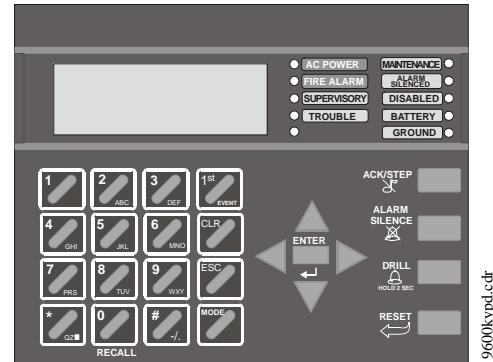 AC POWER
FIRE ALARM
SUPERVISORY
TROUBLE
MAINTENANCE
ALARM
SILENCED
DISABLED
BATTERY
GROUND
1
2 ABC
3 DEF
1st EVENT
4 GHI
5 JKL
6 MNO
CLR
7 PRS
8 TUV
9 WXY
ESC
* QZ
0
# -/.
MODE
RECALL
ENTER
ACK/STEP
ALARM
SILENCE
DRILL
HOLD 2 SEC
RESET
9600kypd.cdr